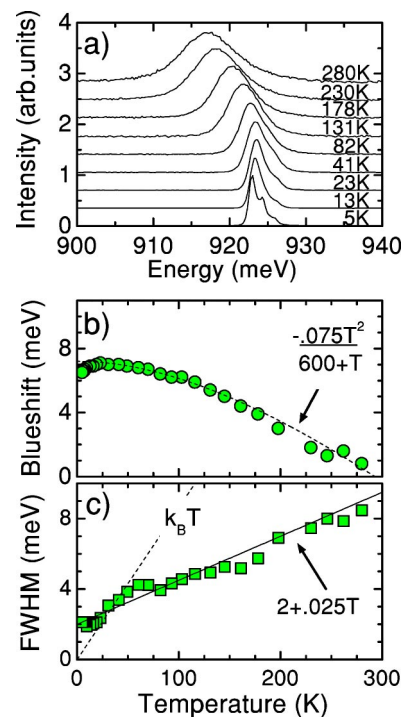 a)
Intensity (arb.units)
4
3
2
1
0
280K
230K
178K
131K
82K
41K
23K
13K
5K
900 910 920 930 940
Energy (meV)
b)
Blueshift (meV)
8
6
4
2
0
-.075T²
600+T
c)
FWHM (meV)
8
4
0
k_BT
2+.025T
0 100 200 300
Temperature (K)